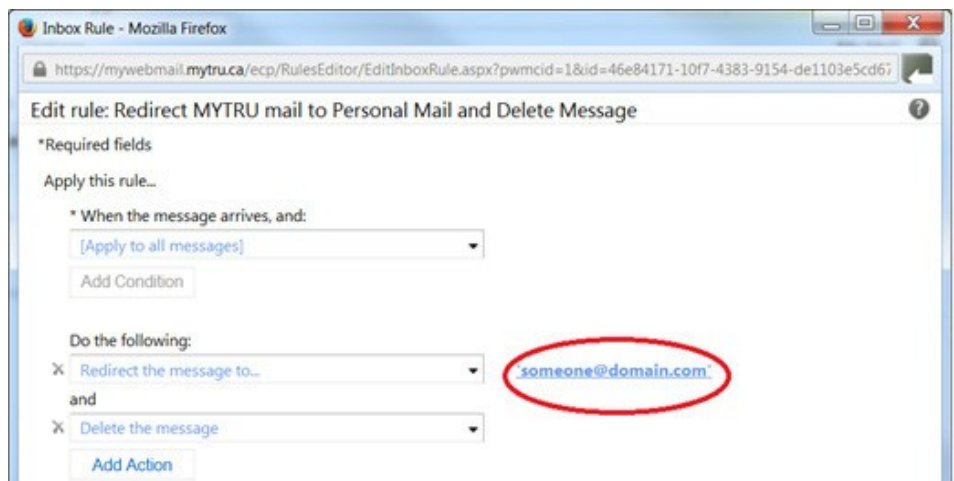 Inbox Rule - Mozilla Firefox
https://mywebmail.mytru.ca/ecp/RulesEditor/EditInboxRule.aspx?pwmcid=1&id=46e84171-10f7-4383-9154-de1103e5cd67
Edit rule: Redirect MYTRU mail to Personal Mail and Delete Message
*Required fields
Apply this rule...
* When the message arrives, and:
[Apply to all messages]
Add Condition
Do the following:
Redirect the message to... 'someone@domain.com'
and
Delete the message
Add Action